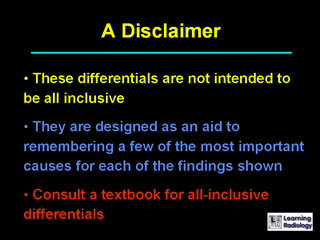 A Disclaimer
• These differentials are not intended to
be all inclusive
• They are designed as an aid to
remembering a few of the most important
causes for each of the findings shown
• Consult a textbook for all-inclusive
differentials
Learning
Radiology